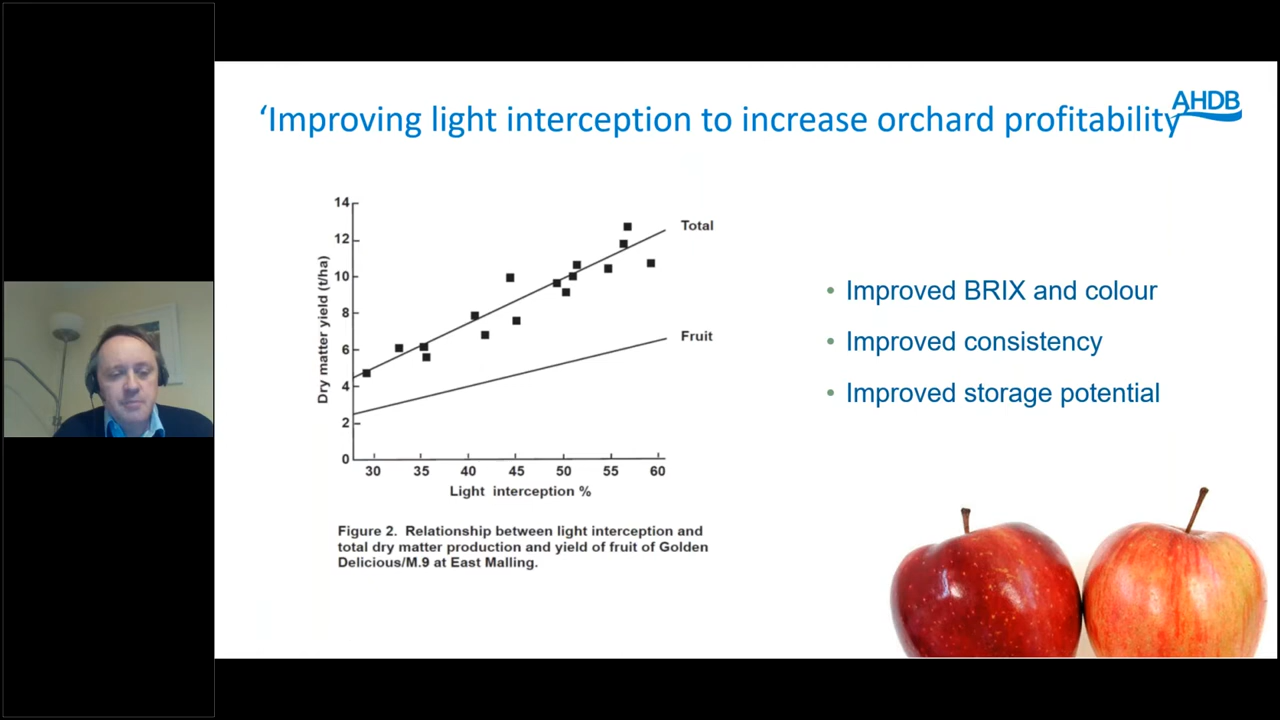 ‘Improving light interception to increase orchard profitability
AHDB
14
12
10
8
6
4
2
0
Dry matter yield (t/ha)
Total
Fruit
30 35 40 45 50 55 60
Light interception %
Figure 2. Relationship between light interception and
total dry matter production and yield of fruit of Golden
Delicious/M.9 at East Malling.
• Improved BRIX and colour
• Improved consistency
• Improved storage potential